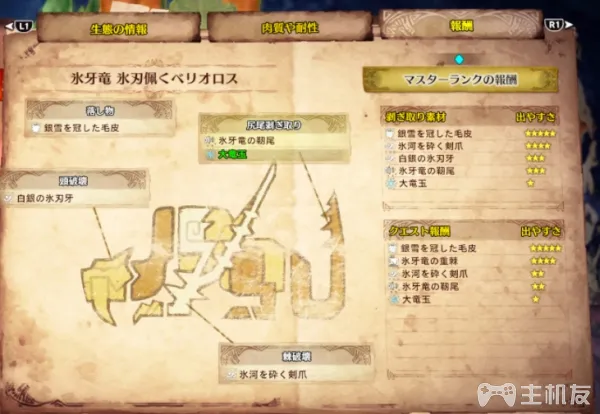 L1
生態の情報
肉質や耐性
報酬
R1
氷牙竜 氷刃佩くベリオロス
マスターランクの報酬
落し物
銀雪を冠した毛皮
尻尾剥ぎ取り
氷牙竜の靭尾
大竜玉
頭破壊
白銀の氷刃牙
棘破壊
氷河を砕く剣爪
剥ぎ取り素材 出やすさ
銀雪を冠した毛皮 ★★★★★
氷河を砕く剣爪 ★★★★
白銀の氷刃牙 ★★★
氷牙竜の靭尾 ★★★
大竜玉 ★
クエスト報酬 出やすさ
銀雪を冠した毛皮 ★★★★★
氷牙竜の重棘 ★★★★
氷河を砕く剣爪 ★★
氷牙竜の靭尾 ★★
大竜玉 ★
主机友